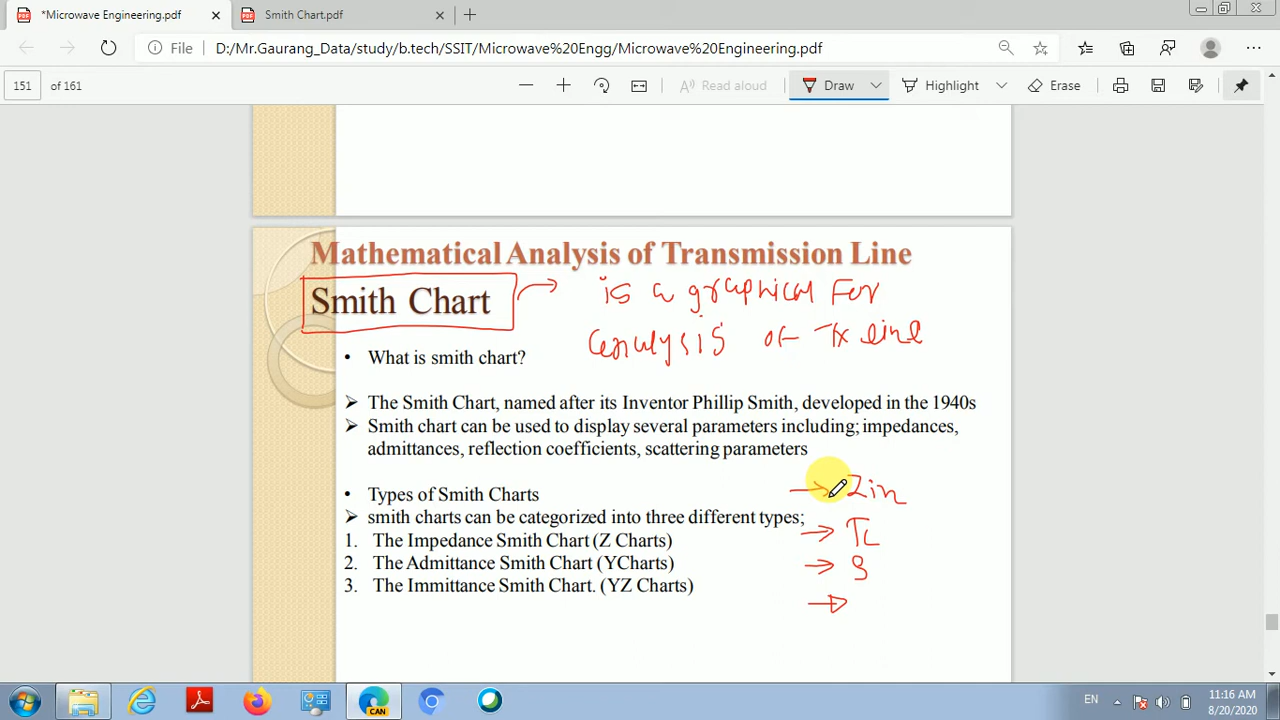 *Microwave Engineering.pdf
Smith Chart.pdf
File D:/Mr.Gaurang_Data/study/b.tech/SSIT/Microwave%20Engg/Microwave%20Engineering.pdf
151 of 161 Read aloud Draw Highlight Erase
Mathematical Analysis of Transmission Line
Smith Chart
is a graphical For
analysis of Tx line
• What is smith chart?
➢ The Smith Chart, named after its Inventor Phillip Smith, developed in the 1940s
➢ Smith chart can be used to display several parameters including; impedances,
admittances, reflection coefficients, scattering parameters
• Types of Smith Charts
➢ smith charts can be categorized into three different types;
1. The Impedance Smith Chart (Z Charts)
2. The Admittance Smith Chart (YCharts)
3. The Immittance Smith Chart. (YZ Charts)
→ Zin
→
→ S
→
CAN
EN
11:16 AM
8/20/2020